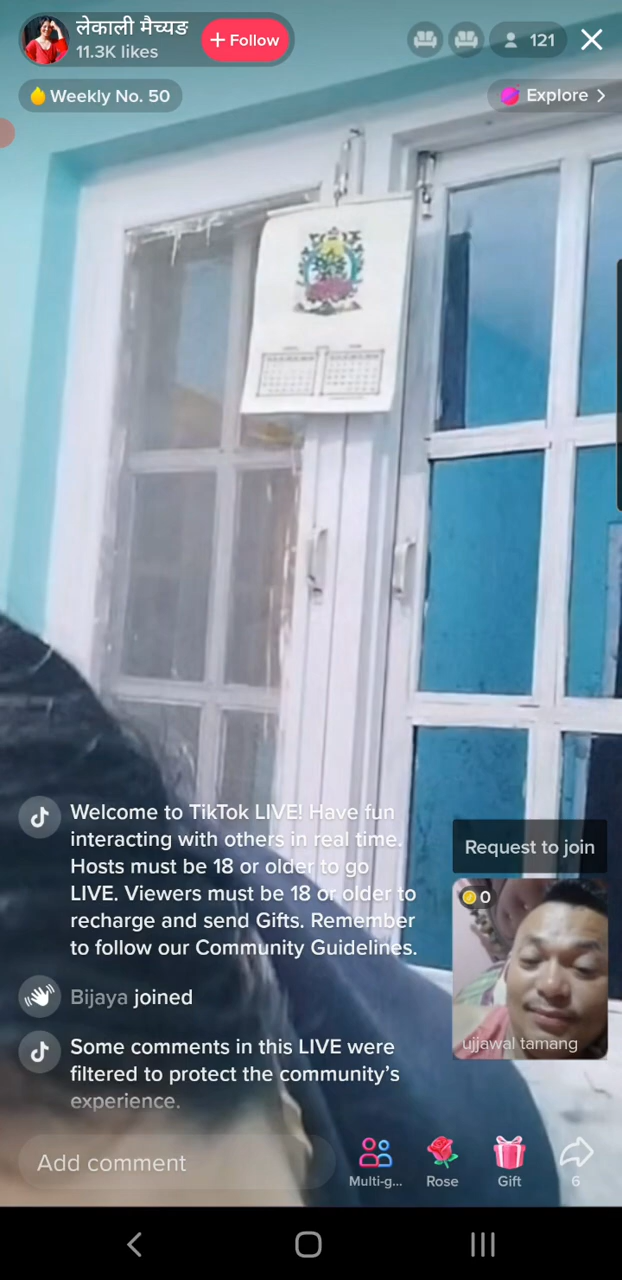 लेकाली मैच्यङ
11.3K likes
+ Follow
121
Weekly No. 50
Explore >
Welcome to TikTok LIVE! Have fun
interacting with others in real time.
Hosts must be 18 or older to go
LIVE. Viewers must be 18 or older to
recharge and send Gifts. Remember
to follow our Community Guidelines.
Request to join
0
ujjawal tamang
Bijaya joined
Some comments in this LIVE were
filtered to protect the community's
experience.
Add comment
Multi-g...
Rose
Gift
6